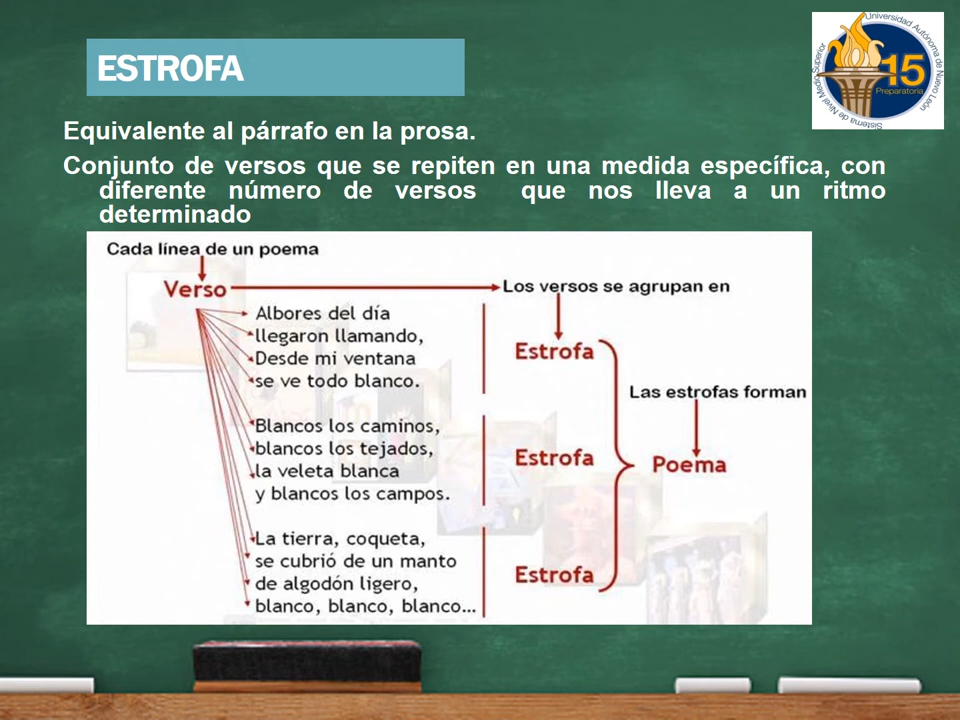 ESTROFA
Universidad Autónoma de Nuevo León
15
Preparatoria
Sistema de Nivel Medio Superior
Equivalente al párrafo en la prosa.
Conjunto de versos que se repiten en una medida específica, con
diferente número de versos que nos lleva a un ritmo
determinado
Cada línea de un poema
Verso
Los versos se agrupan en
Albores del día
llegaron llamando,
Desde mi ventana
se ve todo blanco.
Estrofa
Las estrofas forman
Blancos los caminos,
blancos los tejados,
la veleta blanca
y blancos los campos.
Estrofa
Poema
La tierra, coqueta,
se cubrió de un manto
de algodón ligero,
blanco, blanco, blanco...
Estrofa